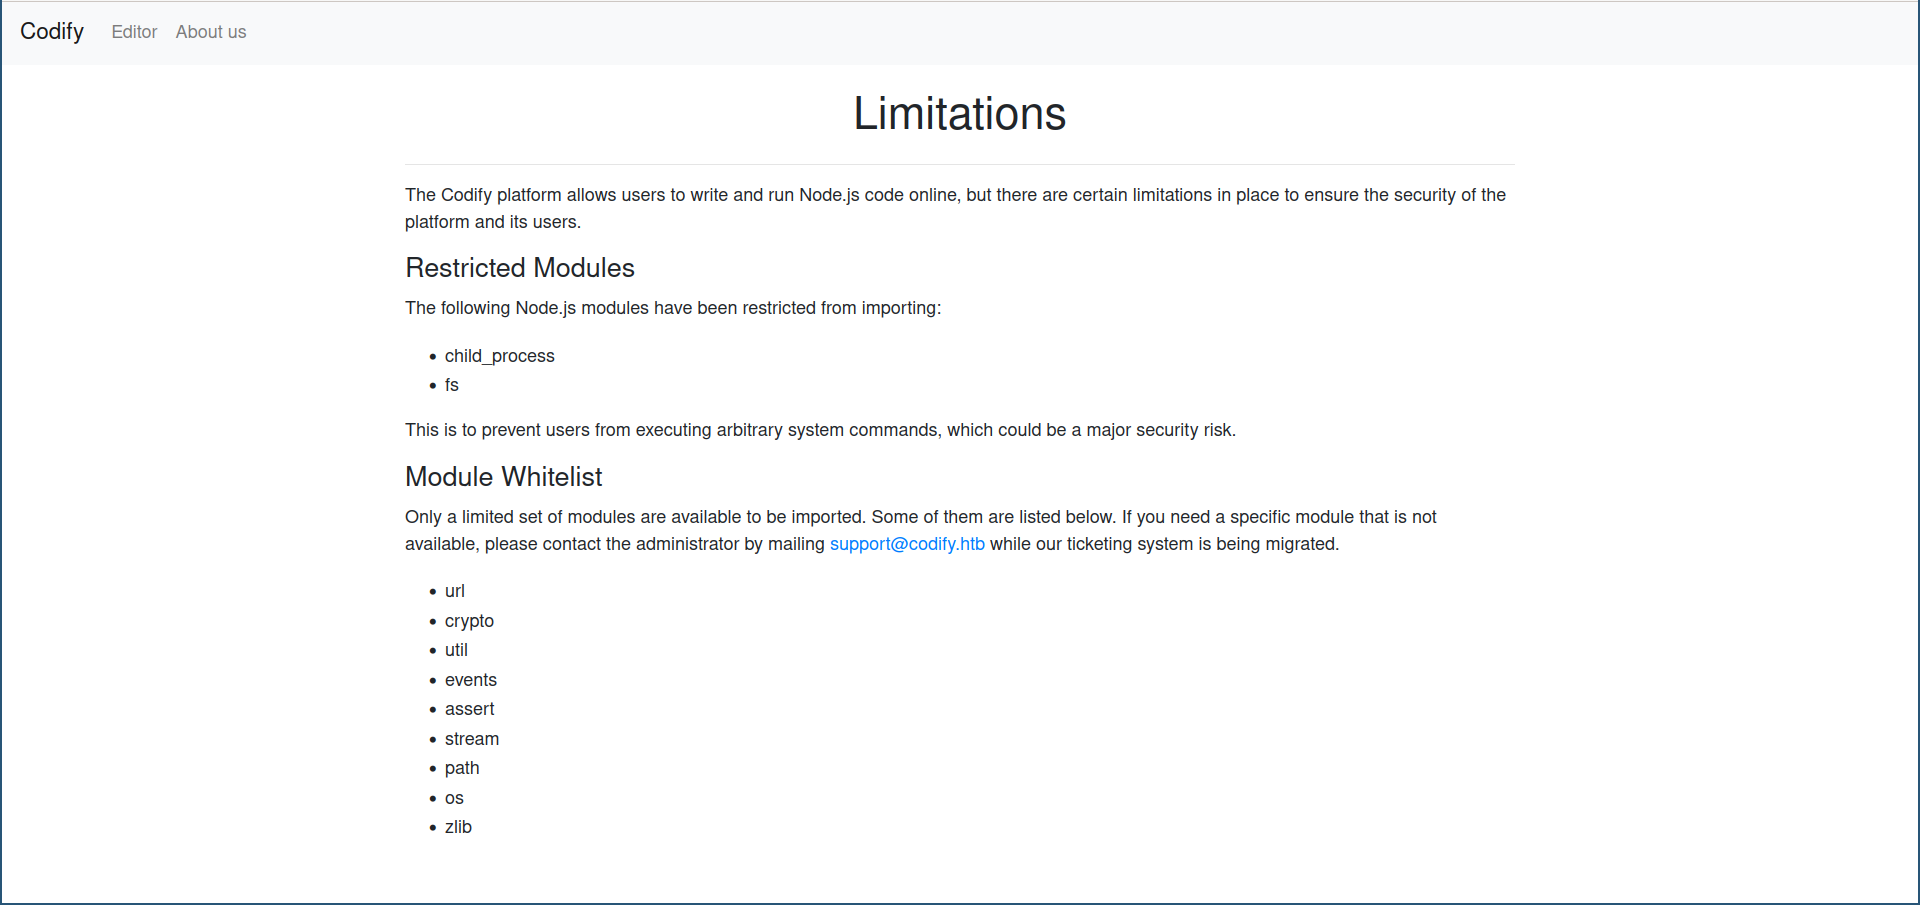 Codify Editor About us
Limitations
The Codify platform allows users to write and run Node.js code online, but there are certain limitations in place to ensure the security of the
platform and its users.
Restricted Modules
The following Node.js modules have been restricted from importing:
• child_process
• fs
This is to prevent users from executing arbitrary system commands, which could be a major security risk.
Module Whitelist
Only a limited set of modules are available to be imported. Some of them are listed below. If you need a specific module that is not
available, please contact the administrator by mailing support@codify.htb while our ticketing system is being migrated.
• url
• crypto
• util
• events
• assert
• stream
• path
• os
• zlib